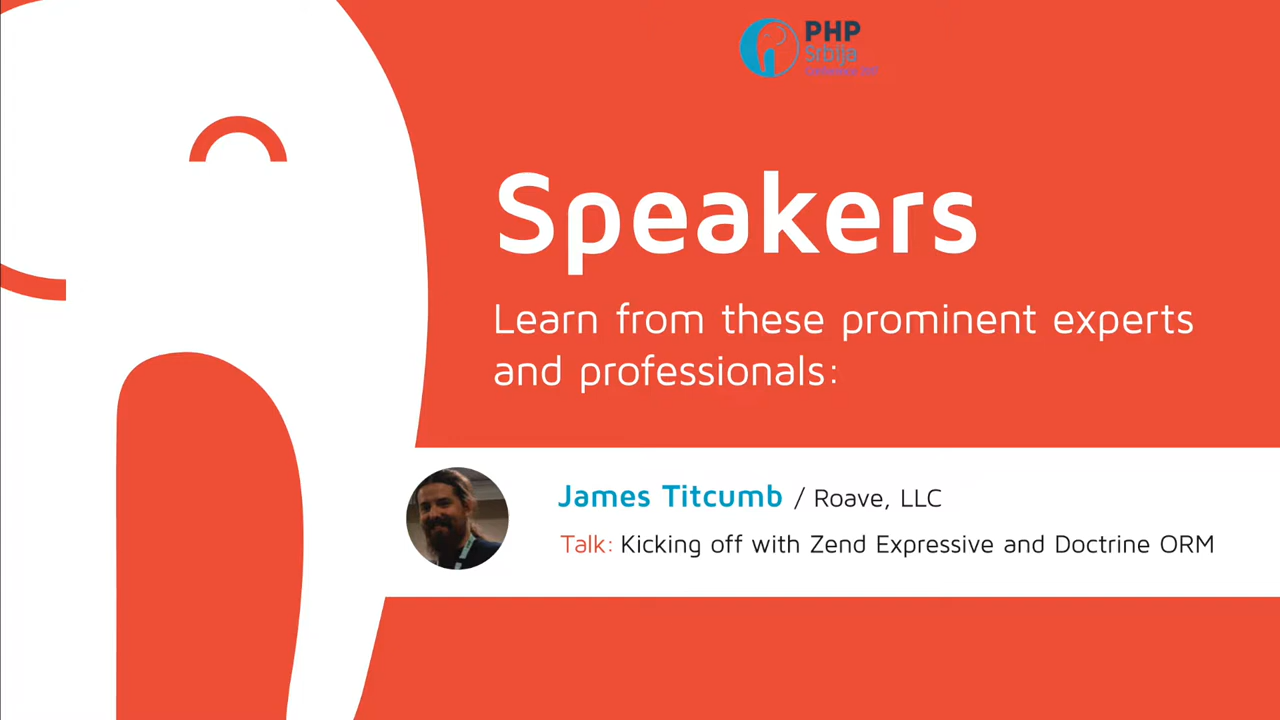 PHP
Srbija
Speakers
Learn from these prominent experts
and professionals:
James Titcumb / Roave, LLC
Talk: Kicking off with Zend Expressive and Doctrine ORM